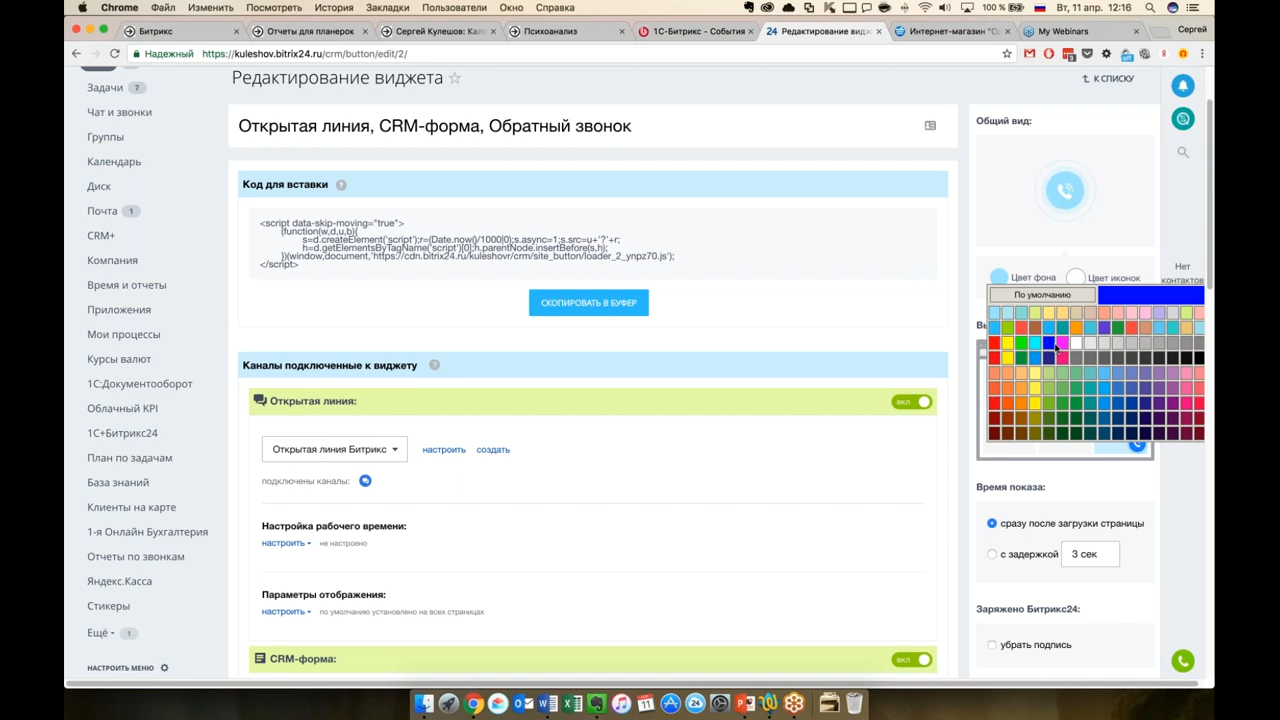 Chrome Файл Изменить Посмотреть История Закладки Пользователи Окно Справка 100 % Вт, 11 апр. 12:16
Битрикс Отчеты для планерок Сергей Кулешов: Кал Психоанализ 1С-Битрикс - События 24 Редактирование видж Интернет-магазин "Ор My Webinars Сергей
Надежный https://kuleshov.bitrix24.ru/crm/button/edit/2/
Задачи 7
Чат и звонки
Группы
Календарь
Диск
Почта 1
CRM+
Компания
Время и отчеты
Приложения
Мои процессы
Курсы валют
1С:Документооборот
Облачный KPI
1С+Битрикс24
План по задачам
База знаний
Клиенты на карте
1-я Онлайн Бухгалтерия
Отчеты по звонкам
Яндекс.Касса
Стикеры
Ещё 1
НАСТРОИТЬ МЕНЮ
Редактирование виджета
К СПИСКУ
Открытая линия, CRM-форма, Обратный звонок
Код для вставки ?
<script data-skip-moving="true">
(function(w,d,u,b){
s=d.createElement('script');r=(Date.now()/1000|0);s.async=1;s.src=u+'?'+r;
h=d.getElementsByTagName('script')[0];h.parentNode.insertBefore(s,h);
})(window,document,'https://cdn.bitrix24.ru/kuleshovr/crm/site_button/loader_2_ynpz70.js');
</script>
СКОПИРОВАТЬ В БУФЕР
Каналы подключенные к виджету ?
Открытая линия: вкл
Открытая линия Битрикс настроить создать
подключены каналы:
Настройка рабочего времени:
настроить не настроено
Параметры отображения:
настроить по умолчанию установлено на всех страницах
CRM-форма: вкл
Общий вид:
Цвет фона Цвет иконок
По умолчанию
Вы
Время показа:
сразу после загрузки страницы
с задержкой 3 сек
Заряжено Битрикс24:
убрать подпись
Нет
контактов